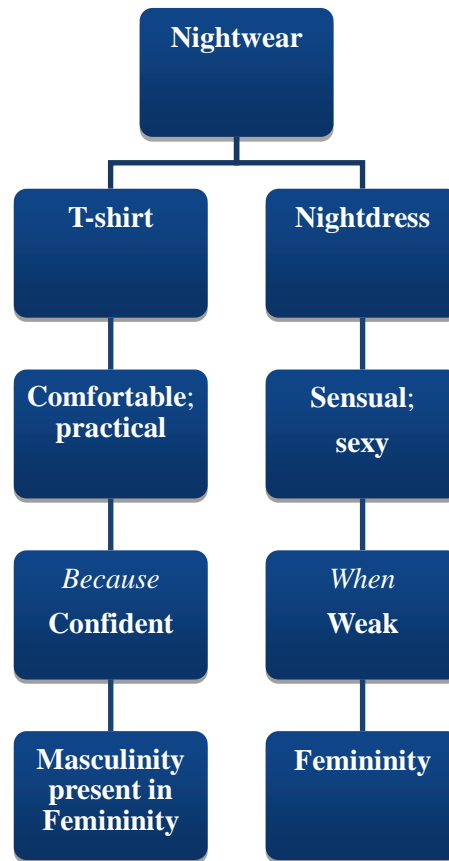 Nightwear
T-shirt
Nightdress
Comfortable;
practical
Sensual;
sexy
Because
Confident
When
Weak
Masculinity
present in
Femininity
Femininity